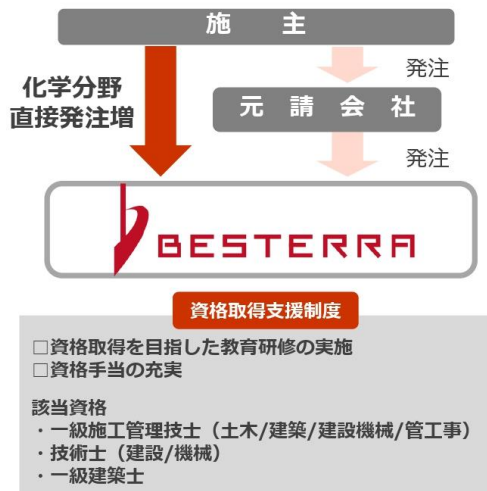 施　主
発注
化学分野
直接発注増
元　請　会　社
発注
BESTERRA
資格取得支援制度
□資格取得を目指した教育研修の実施
□資格手当の充実
該当資格
・一級施工管理技士（土木/建築/建設機械/管工事）
・技術士（建設/機械）
・一級建築士